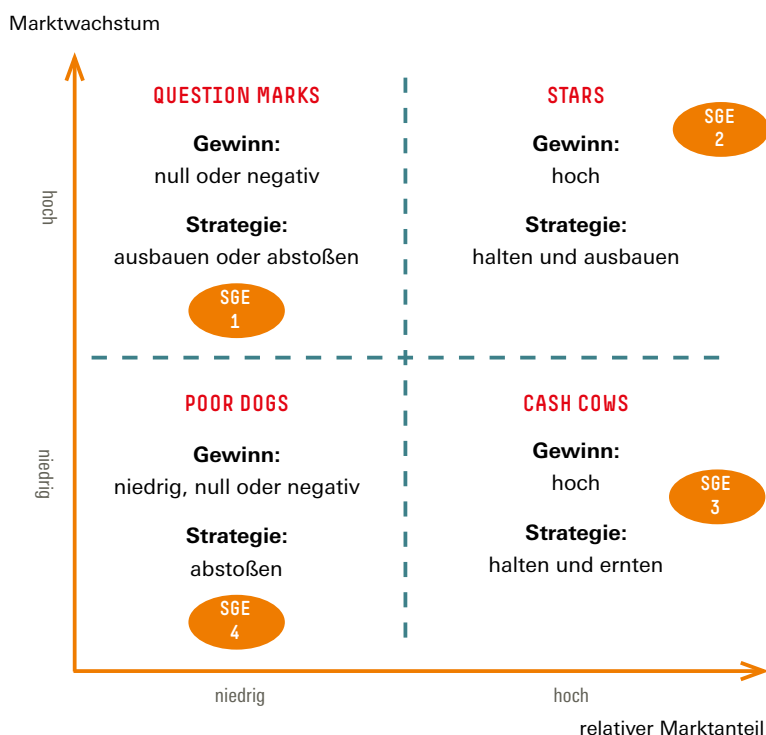 Marktwachstum
QUESTION MARKS
Gewinn:
null oder negativ
Strategie:
ausbauen oder abstoßen
SGE
1
STARS
Gewinn:
hoch
Strategie:
halten und ausbauen
SGE
2
hoch
POOR DOGS
Gewinn:
niedrig, null oder negativ
Strategie:
abstoßen
SGE
4
CASH COWS
Gewinn:
hoch
Strategie:
halten und ernten
SGE
3
niedrig
niedrig
hoch
relativer Marktanteil